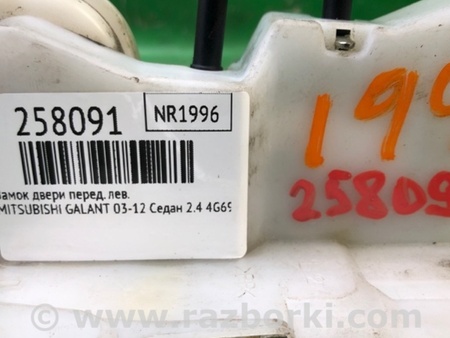 258091
NR1996
Замок двери перед. лев.
MITSUBISHI GALANT 03-12 Седан 2.4 4G69
19
25809
www.razborki.com